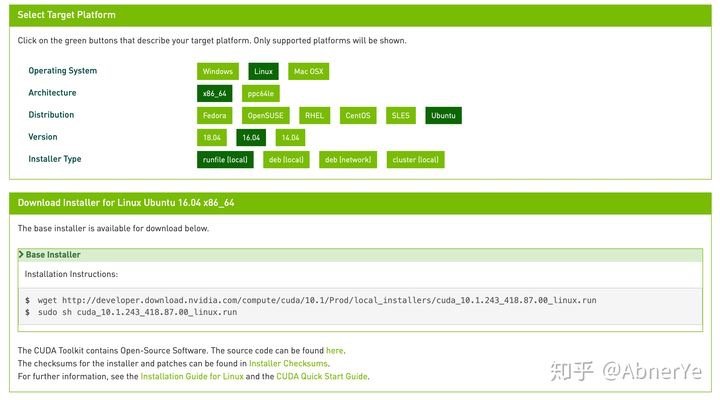 Select Target Platform
Click on the green buttons that describe your target platform. Only supported platforms will be shown.
Operating System Windows Linux Mac OSX
Architecture x86_64 ppc64le
Distribution Fedora OpenSUSE RHEL CentOS SLES Ubuntu
Version 18.04 16.04 14.04
Installer Type runfile (local) deb (local) deb (network) cluster (local)
Download Installer for Linux Ubuntu 16.04 x86_64
The base installer is available for download below.
Base Installer
Installation Instructions:
$ wget http://developer.download.nvidia.com/compute/cuda/10.1/Prod/local_installers/cuda_10.1.243_418.87.00_linux.run
$ sudo sh cuda_10.1.243_418.87.00_linux.run
The CUDA Toolkit contains Open-Source Software. The source code can be found here.
The checksums for the installer and patches can be found in Installer Checksums.
For further information, see the Installation Guide for Linux and the CUDA Quick Start Guide.
知乎 @AbnerYe